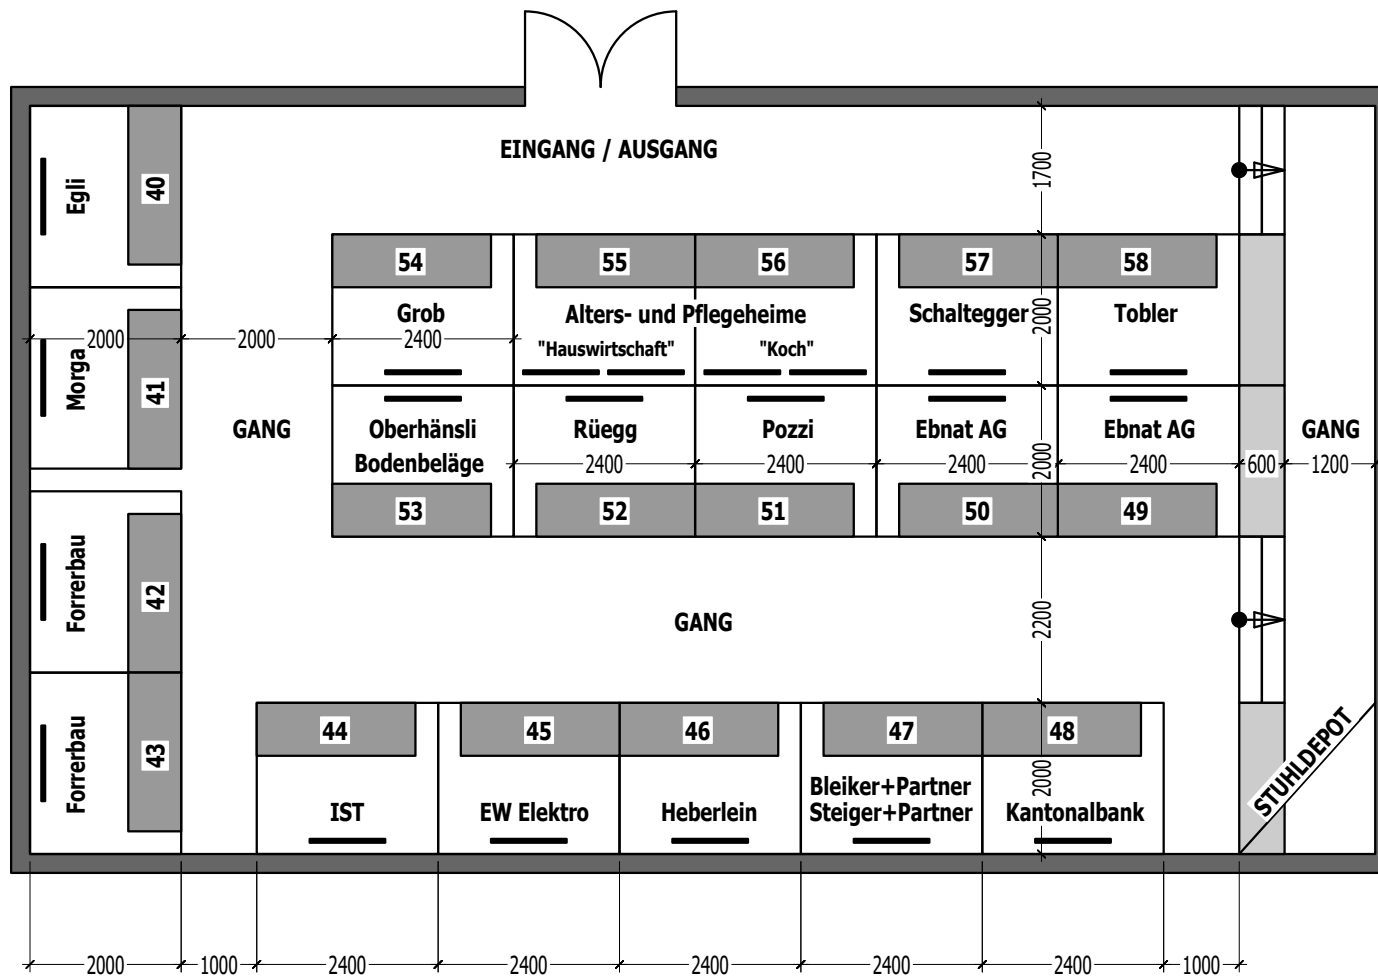 EINGANG / AUSGANG
1700
Egli
40
54
55
56
57
58
Grob
Alters- und Pflegeheime
Schaltegger
2000
Tobler
2000
2000
2400
"Hauswirtschaft"
"Koch"
Morga
41
GANG
Oberhänsli
Bodenbeläge
Rüegg
Pozzi
Ebnat AG
Ebnat AG
GANG
2400
2400
2400
2000
2400
600
1200
53
52
51
50
49
Forrerbau
42
GANG
2200
Forrerbau
43
44
45
46
47
48
STUHLDEPOT
2000
IST
EW Elektro
Heberlein
Bleiker+Partner
Steiger+Partner
Kantonalbank
2000
1000
2400
2400
2400
2400
2400
1000